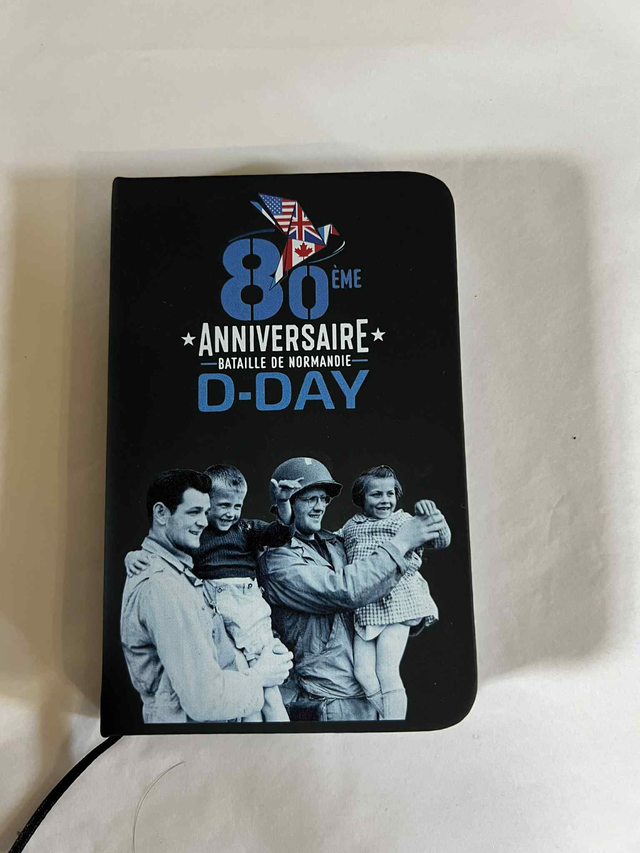 80ÈME
ANNIVERSAIRE
BATAILLE DE NORMANDIE
D-DAY